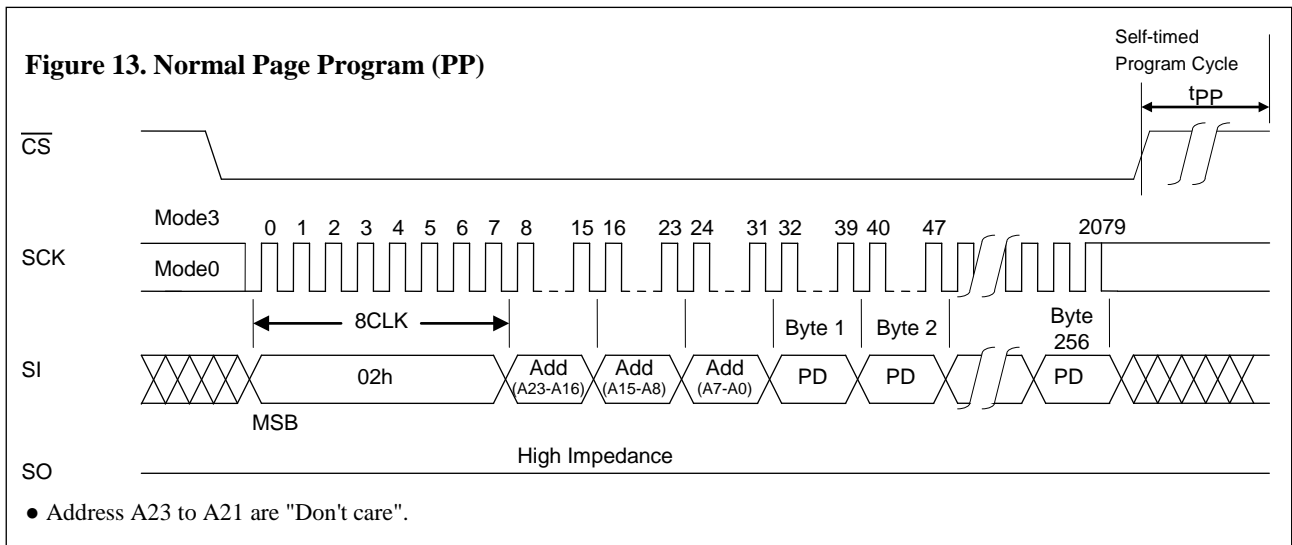 Figure 13. Normal Page Program (PP)
Self-timed
Program Cycle
tPP
CS
SCK
Mode3
Mode0
0 1 2 3 4 5 6 7 8 15 16 23 24 31 32 39 40 47 2079
8CLK
Byte 1
Byte 2
Byte
256
SI
02h
Add
(A23-A16)
Add
(A15-A8)
Add
(A7-A0)
PD
PD
PD
MSB
SO
High Impedance
● Address A23 to A21 are "Don't care".